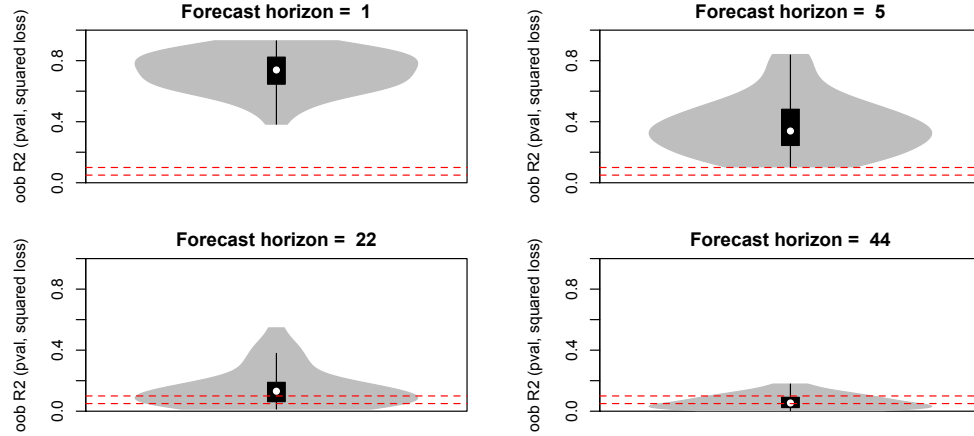 Forecast horizon = 1
oob R2 (pval, squared loss)
0.8
0.4
0.0
Forecast horizon = 5
oob R2 (pval, squared loss)
0.8
0.4
0.0
Forecast horizon = 22
oob R2 (pval, squared loss)
0.8
0.4
0.0
Forecast horizon = 44
oob R2 (pval, squared loss)
0.8
0.4
0.0